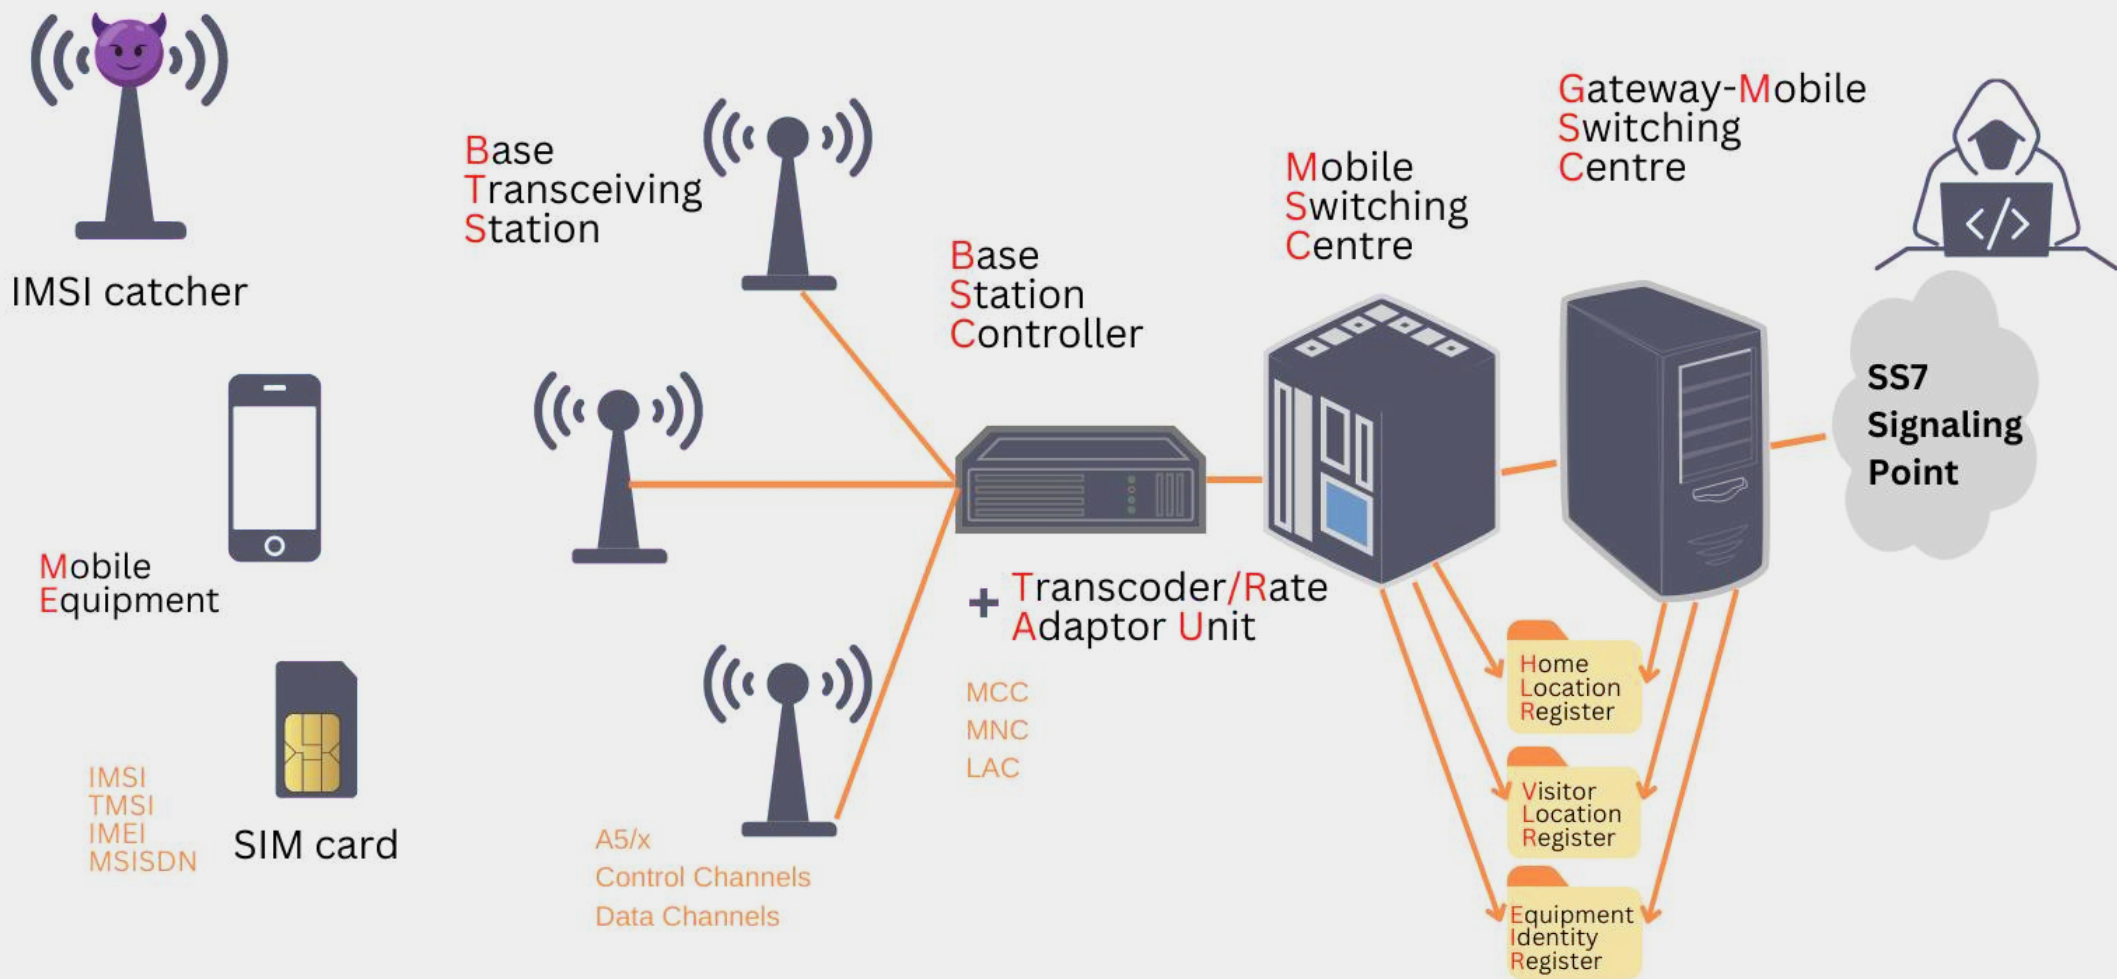 IMSI catcher
Mobile
Equipment
IMSI
TMSI
IMEI
MSISDN
SIM card
Base
Transceiving
Station
A5/x
Control Channels
Data Channels
Base
Station
Controller
+ Transcoder/Rate
Adaptor Unit
MCC
MNC
LAC
Mobile
Switching
Centre
Gateway-Mobile
Switching
Centre
</>
SS7
Signaling
Point
Home
Location
Register
Visitor
Location
Register
Equipment
Identity
Register